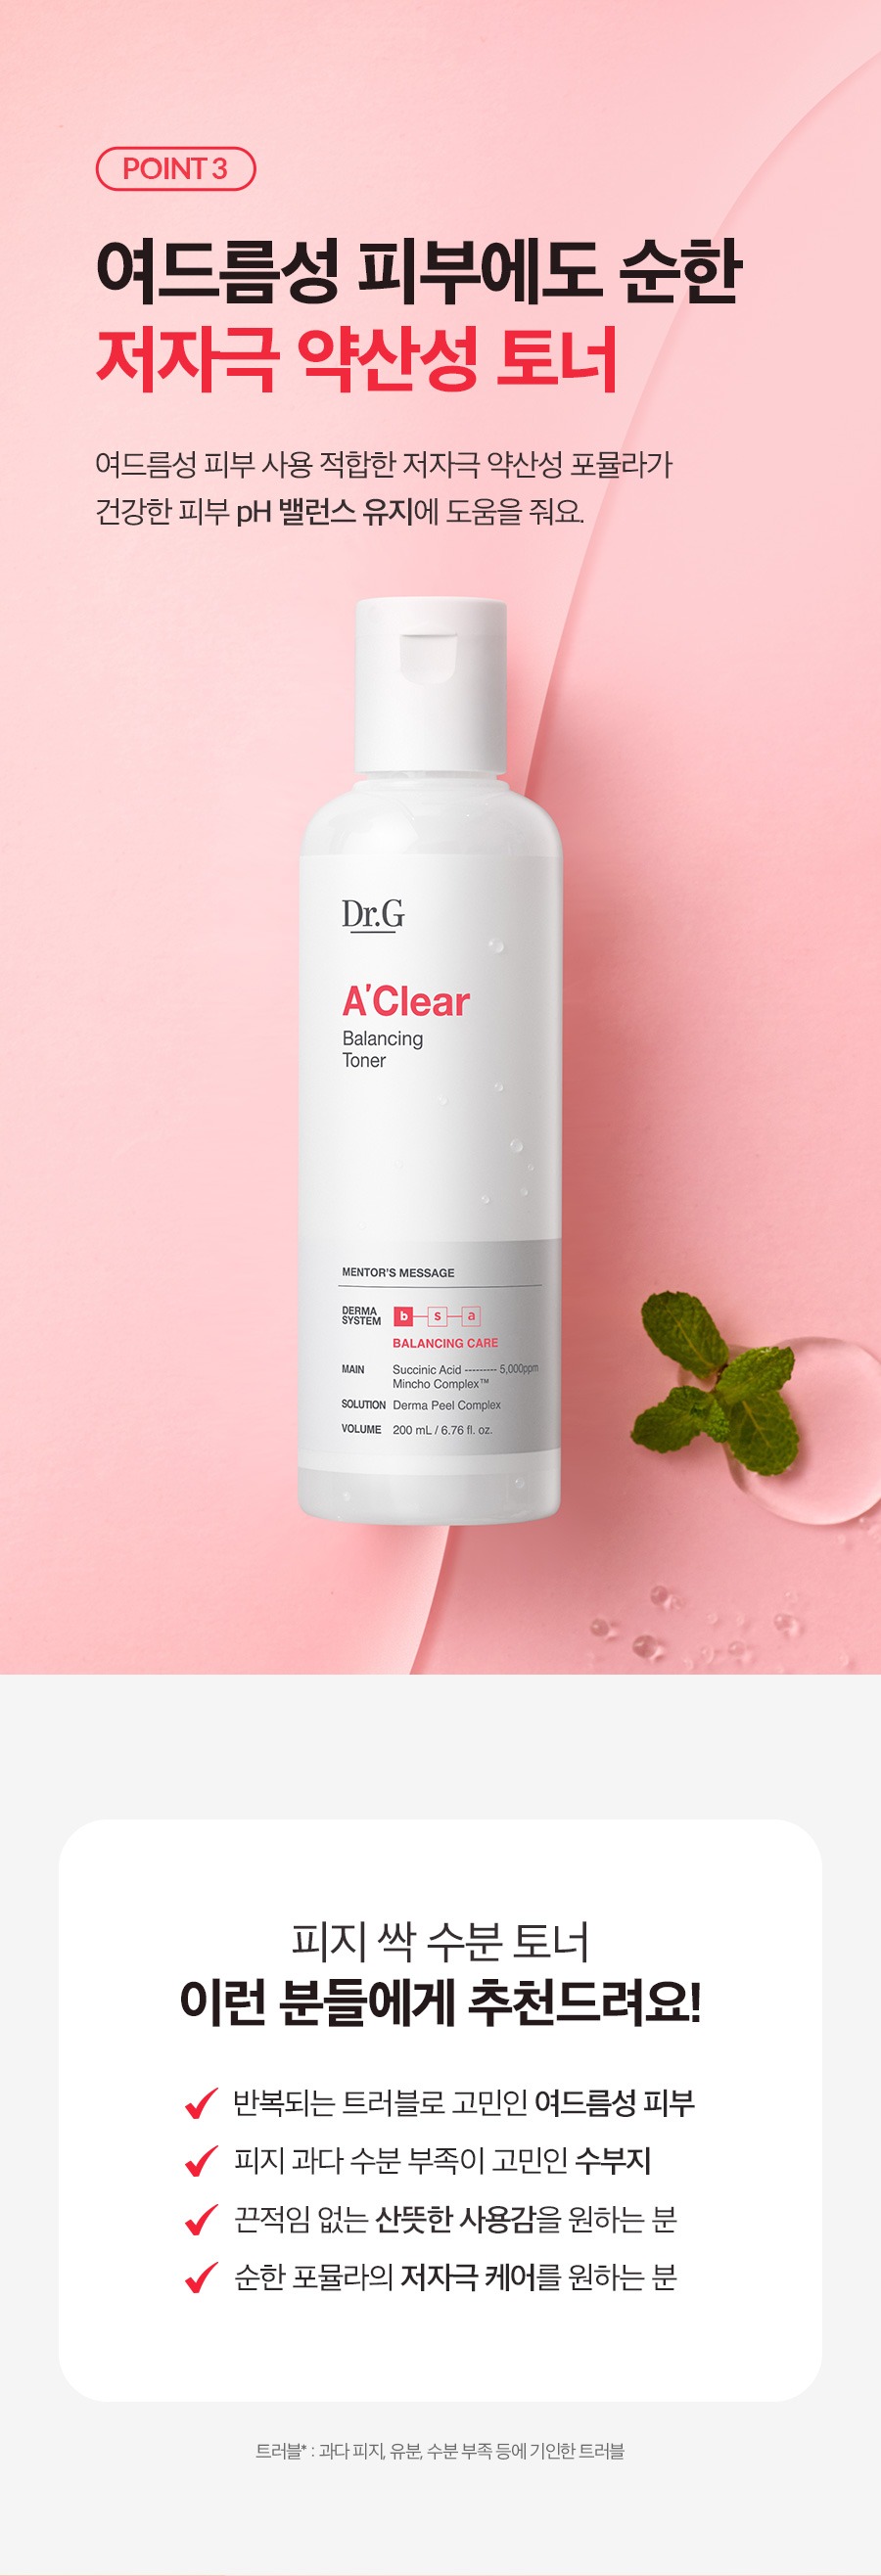 POINT 3
여드름성 피부에도 순한
저자극 약산성 토너
여드름성 피부 사용 적합한 저자극 약산성 포뮬라가
건강한 피부 pH 밸런스 유지에 도움을 줘요.
Dr.G
A'Clear
Balancing
Toner
MENTOR'S MESSAGE
DERMA SYSTEM b s a
BALANCING CARE
MAIN Succinic Acid --------- 5,000ppm
Mincho Complex™
SOLUTION Derma Peel Complex
VOLUME 200 mL / 6.76 fl. oz.
피지 싹 수분 토너
이런 분들에게 추천드려요!
반복되는 트러블로 고민인 여드름성 피부
피지 과다 수분 부족이 고민인 수부지
끈적임 없는 산뜻한 사용감을 원하는 분
순한 포뮬라의 저자극 케어를 원하는 분
트러블* : 과다 피지, 유분, 수분 부족 등에 기인한 트러블